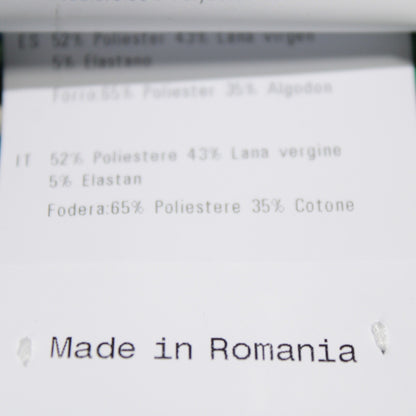 ES 52% Poliester 43% Lana virgen
5% Elastano
Forro:65% Poliester 35% Algodon
IT 52% Poliestere 43% Lana vergine
5% Elastan
Fodera:65% Poliestere 35% Cotone
Made in Romania